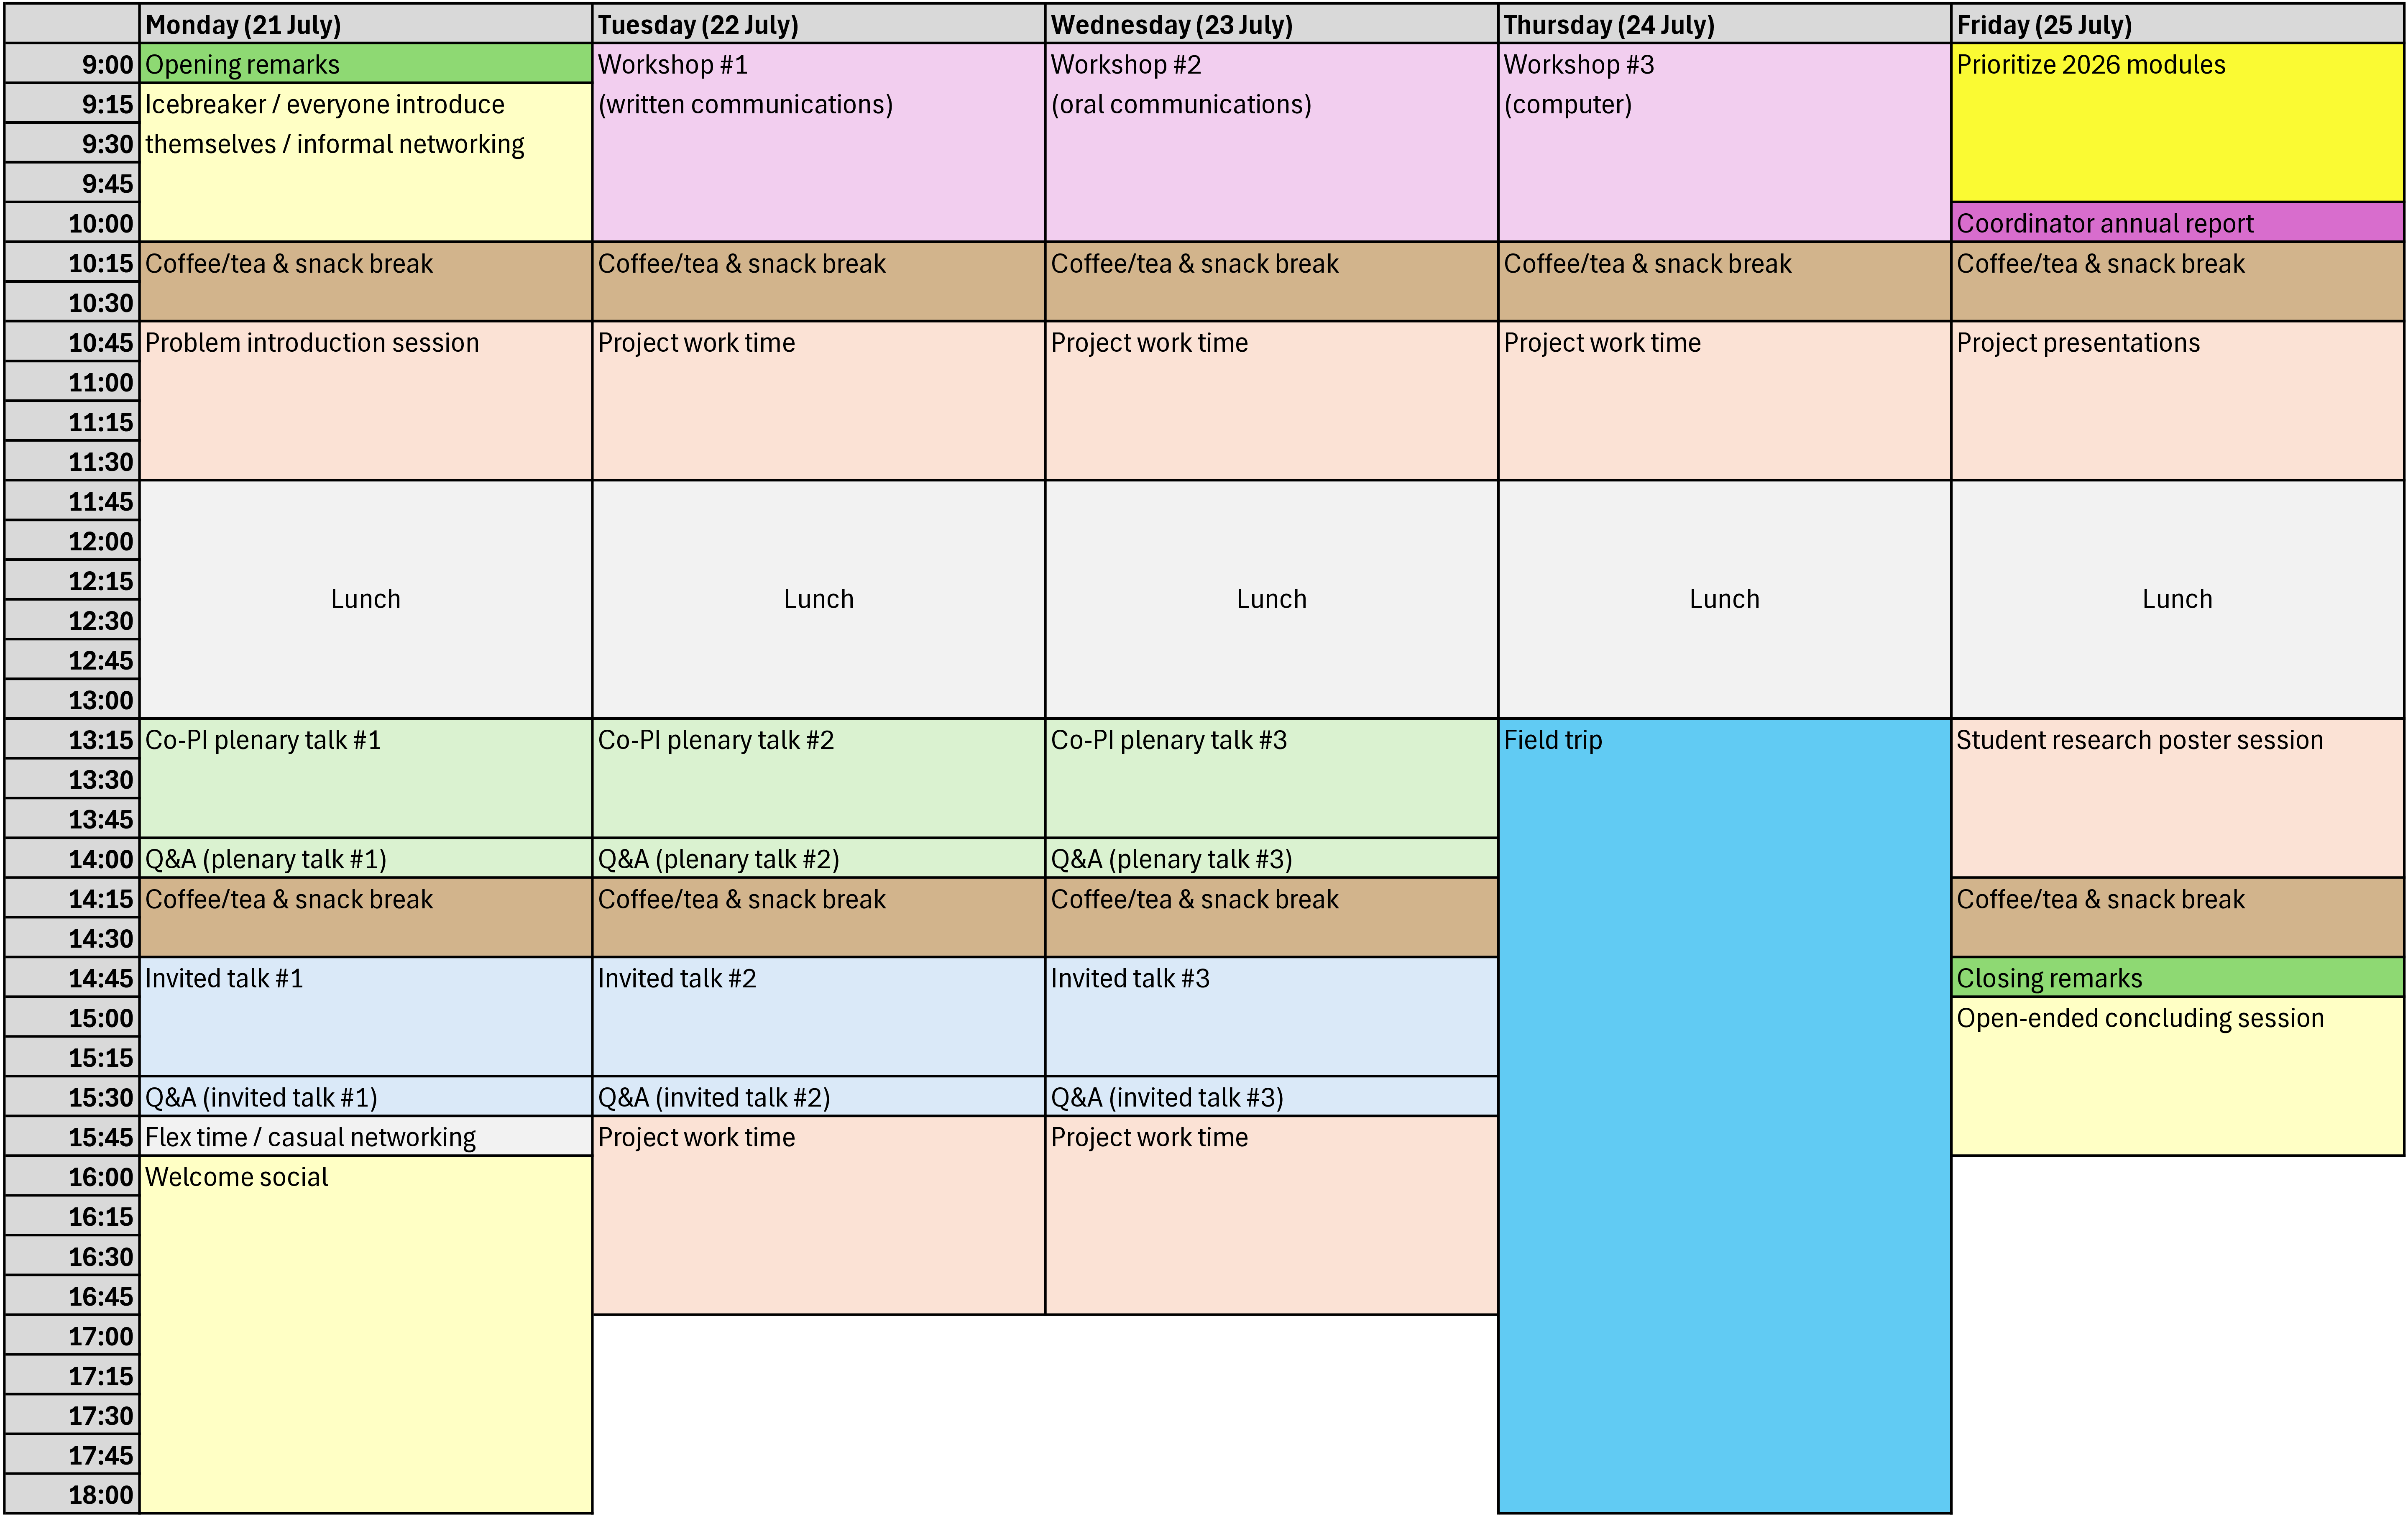 Monday (21 July) Tuesday (22 July) Wednesday (23 July) Thursday (24 July) Friday (25 July)
9:00 Opening remarks Workshop #1 Workshop #2 Workshop #3 Prioritize 2026 modules
9:15 Icebreaker / everyone introduce (written communications) (oral communications) (computer)
9:30 themselves / informal networking
9:45
10:00 Coordinator annual report
10:15 Coffee/tea & snack break Coffee/tea & snack break Coffee/tea & snack break Coffee/tea & snack break Coffee/tea & snack break
10:30
10:45 Problem introduction session Project work time Project work time Project work time Project presentations
11:00
11:15
11:30
11:45
12:00
12:15
Lunch Lunch Lunch Lunch Lunch
12:30
12:45
13:00
13:15 Co-PI plenary talk #1 Co-PI plenary talk #2 Co-PI plenary talk #3 Field trip Student research poster session
13:30
13:45
14:00 Q&A (plenary talk #1) Q&A (plenary talk #2) Q&A (plenary talk #3)
14:15 Coffee/tea & snack break Coffee/tea & snack break Coffee/tea & snack break Coffee/tea & snack break
14:30
14:45 Invited talk #1 Invited talk #2 Invited talk #3 Closing remarks
15:00 Open-ended concluding session
15:15
15:30 Q&A (invited talk #1) Q&A (invited talk #2) Q&A (invited talk #3)
15:45 Flex time / casual networking Project work time Project work time
16:00 Welcome social
16:15
16:30
16:45
17:00
17:15
17:30
17:45
18:00